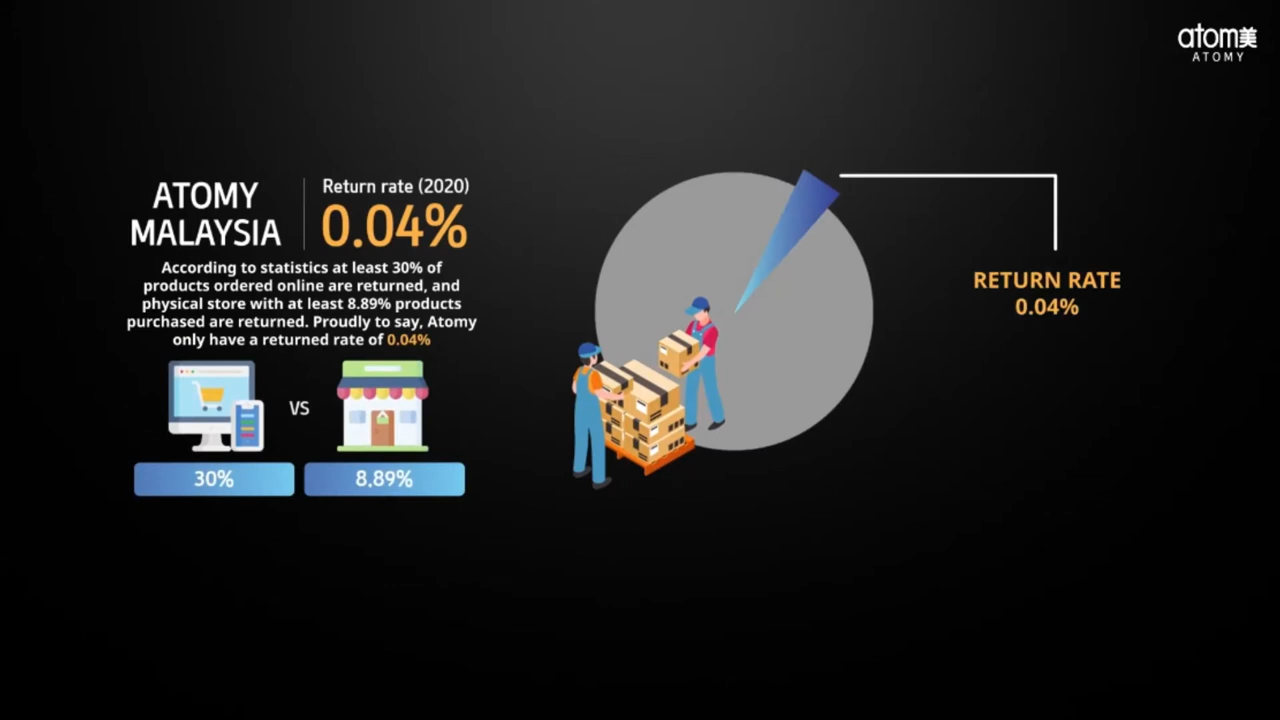 atom美
ATOMY
ATOMY
MALAYSIA
Return rate (2020)
0.04%
According to statistics at least 30% of
products ordered online are returned, and
physical store with at least 8.89% products
purchased are returned. Proudly to say, Atomy
only have a returned rate of 0.04%
VS
30%
8.89%
RETURN RATE
0.04%